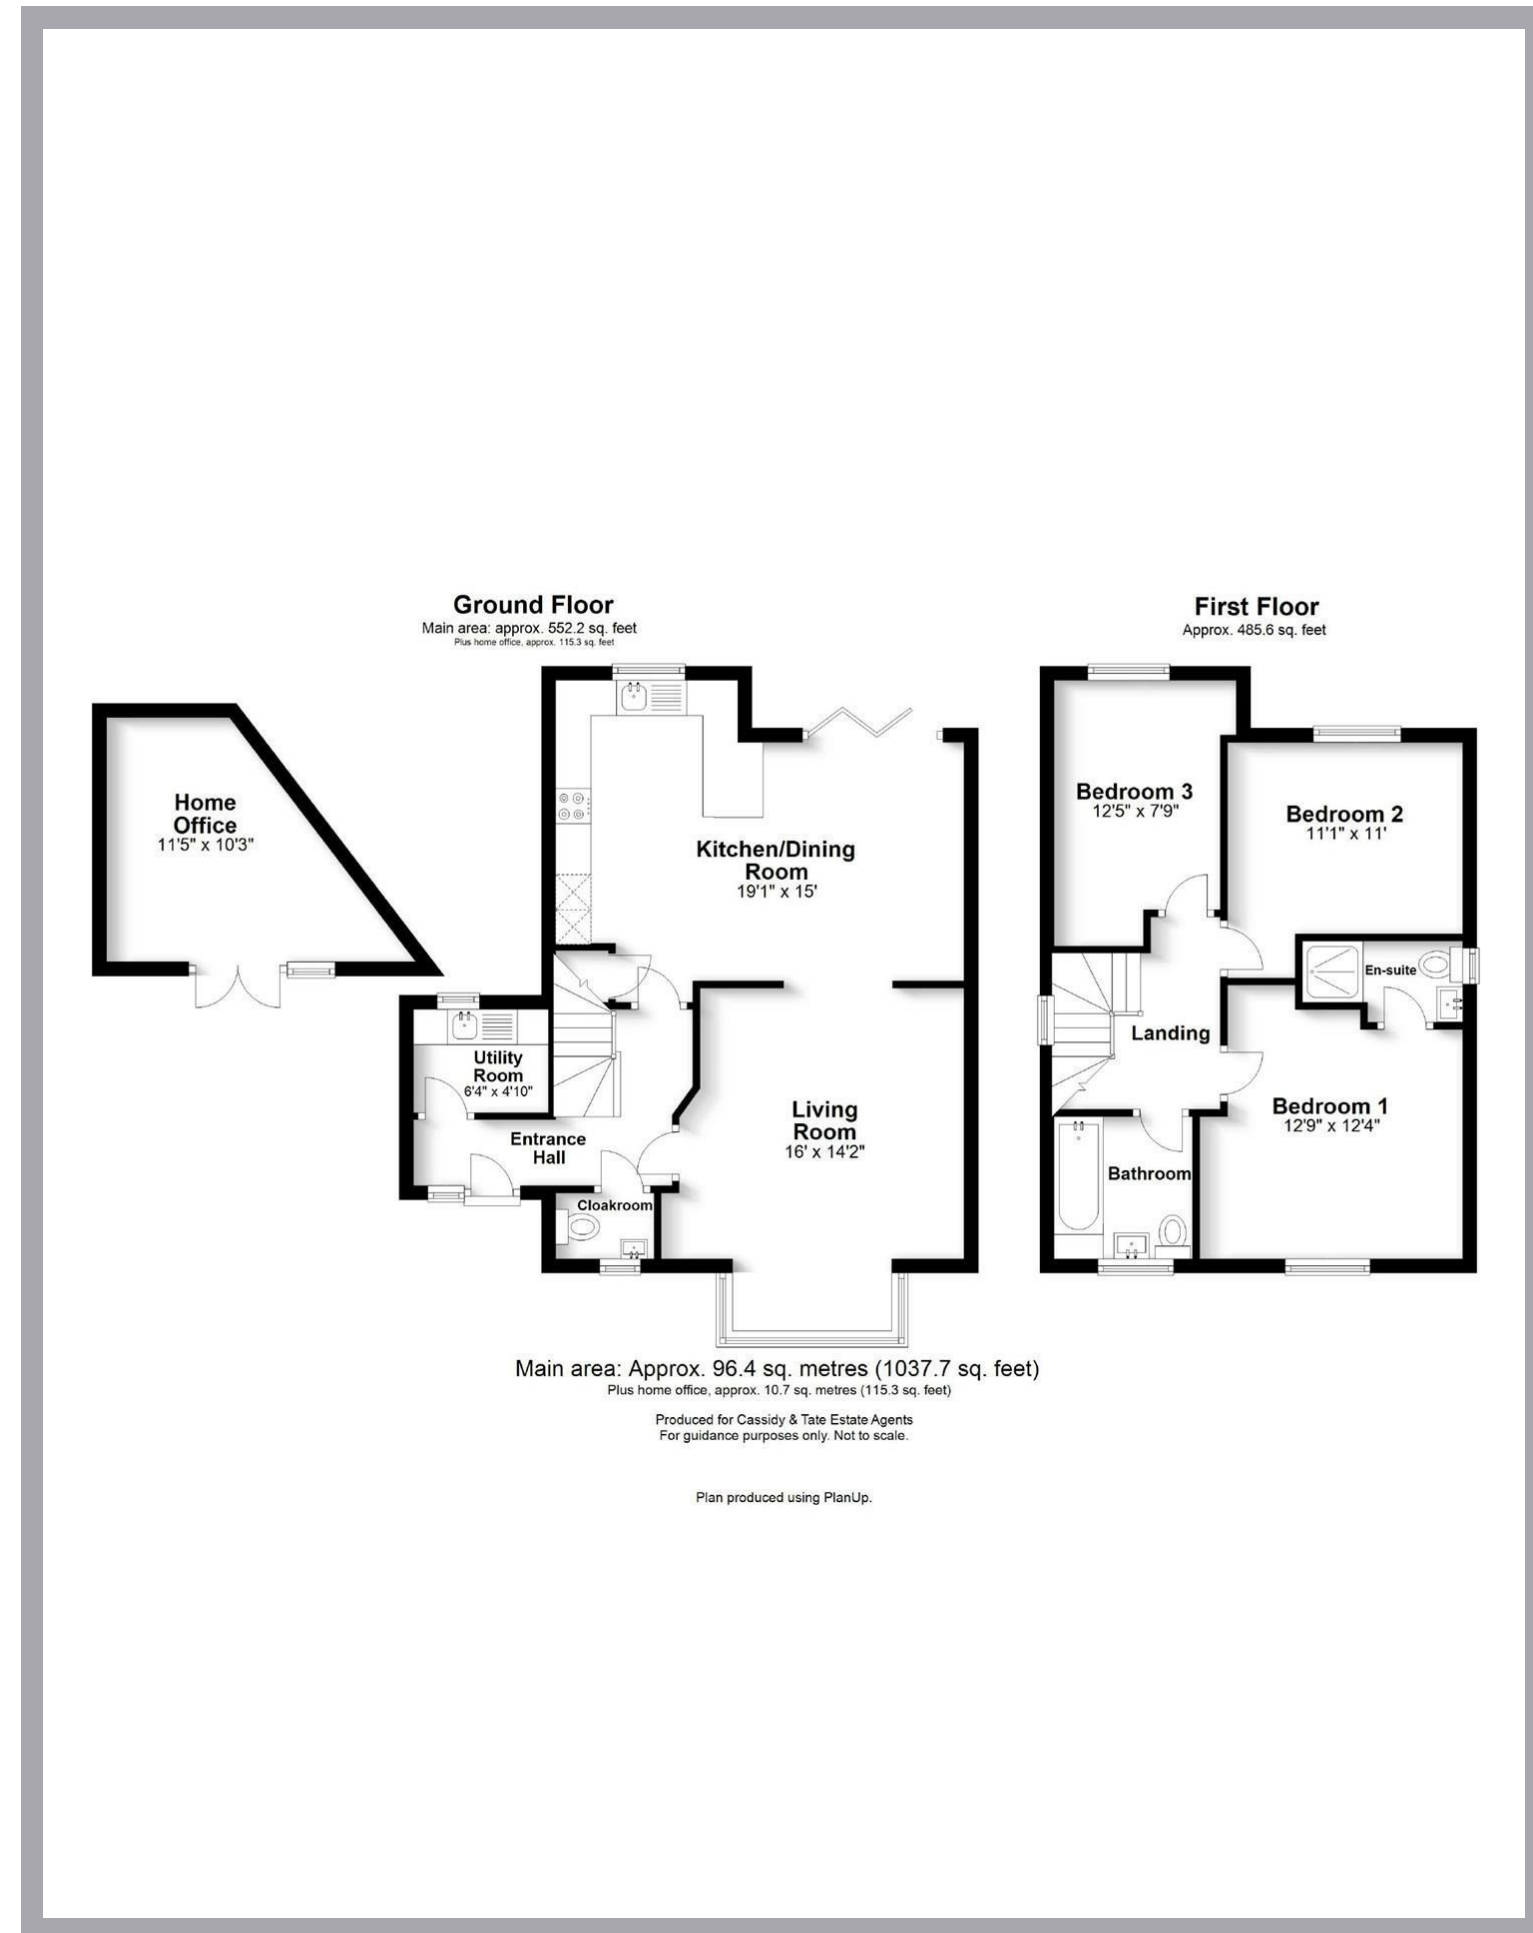 Ground Floor
Main area: approx. 552.2 sq. feet
Plus home office, approx. 115.3 sq. feet
First Floor
Approx. 485.6 sq. feet
Home
Office
11'5" x 10'3"
Kitchen/Dining
Room
19'1" x 15'
Utility
Room
6'4" x 4'10"
Entrance
Hall
Cloakroom
Living
Room
16' x 14'2"
Bedroom 3
12'5" x 7'9"
Bedroom 2
11'1" x 11'
En-suite
Landing
Bedroom 1
12'9" x 12'4"
Bathroom
Main area: Approx. 96.4 sq. metres (1037.7 sq. feet)
Plus home office, approx. 10.7 sq. metres (115.3 sq. feet)
Produced for Cassidy & Tate Estate Agents
For guidance purposes only. Not to scale.
Plan produced using PlanUp.